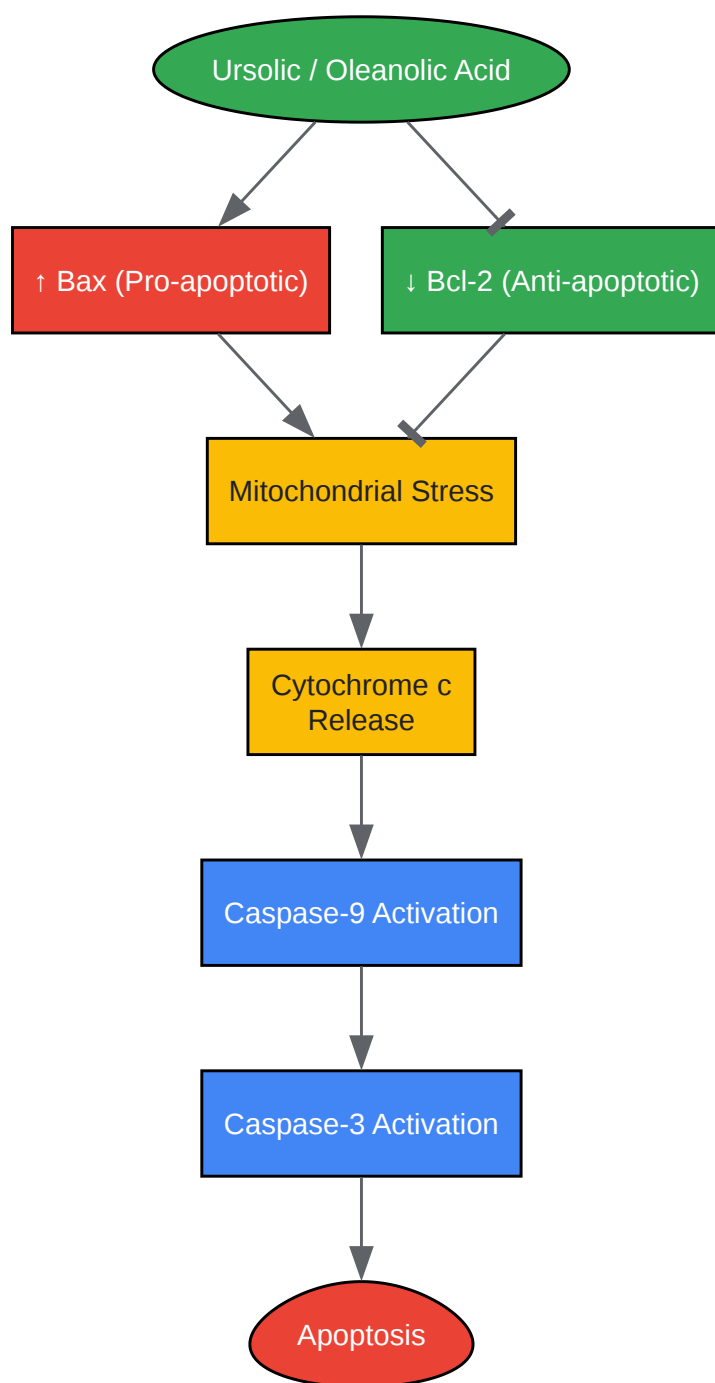 Ursolic / Oleanolic Acid
↑ Bax (Pro-apoptotic)
↓ Bcl-2 (Anti-apoptotic)
Mitochondrial Stress
Cytochrome c
Release
Caspase-9 Activation
Caspase-3 Activation
Apoptosis